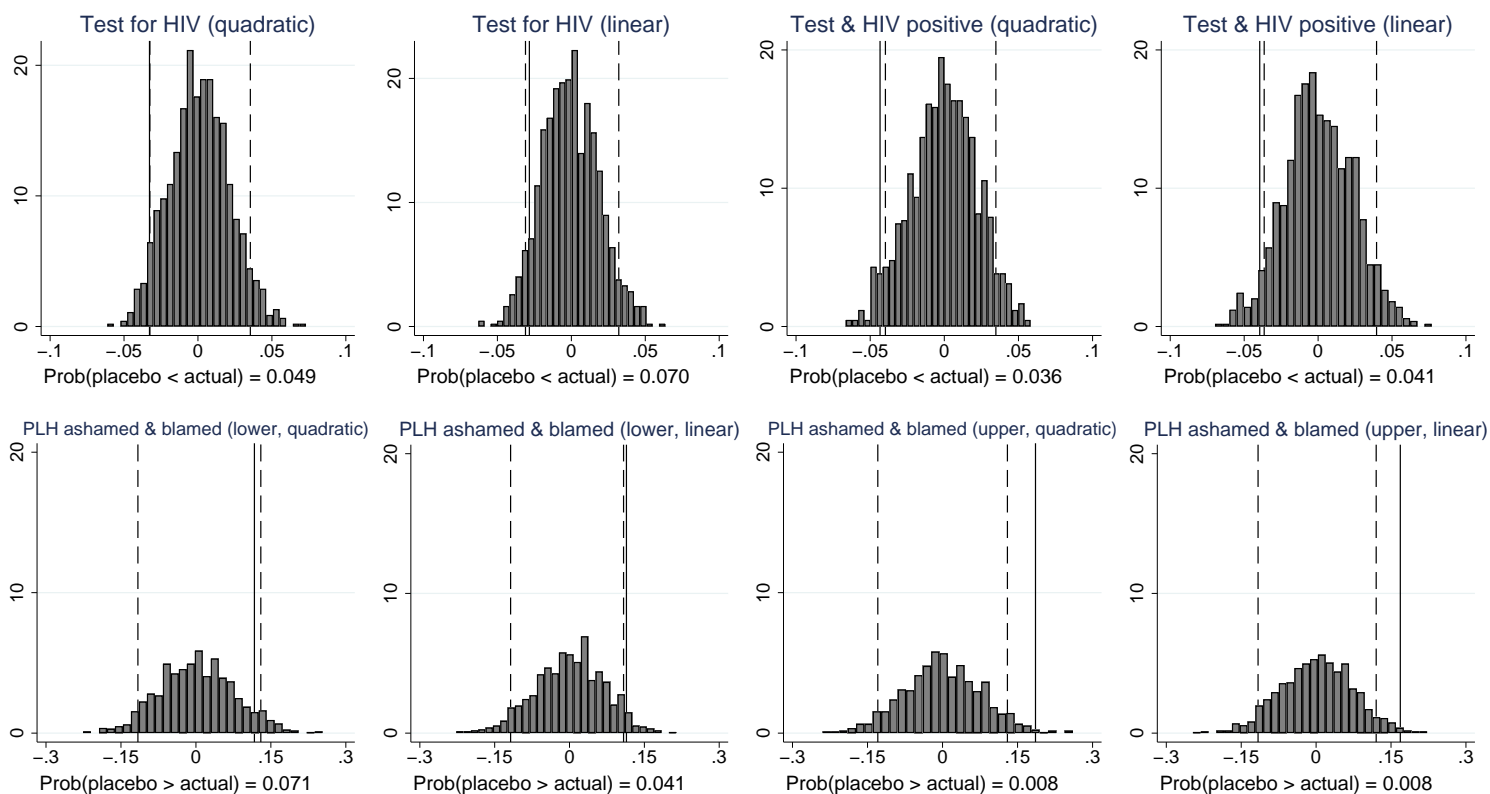 Test for HIV (quadratic)
20
10
0
−.1 −.05 0 .05 .1
Prob(placebo < actual) = 0.049
Test for HIV (linear)
20
10
0
−.1 −.05 0 .05 .1
Prob(placebo < actual) = 0.070
Test & HIV positive (quadratic)
20
10
0
−.1 −.05 0 .05 .1
Prob(placebo < actual) = 0.036
Test & HIV positive (linear)
20
10
0
−.1 −.05 0 .05 .1
Prob(placebo < actual) = 0.041
PLH ashamed & blamed (lower, quadratic)
20
10
0
−.3 −.15 0 .15 .3
Prob(placebo > actual) = 0.071
PLH ashamed & blamed (lower, linear)
20
10
0
−.3 −.15 0 .15 .3
Prob(placebo > actual) = 0.041
PLH ashamed & blamed (upper, quadratic)
20
10
0
−.3 −.15 0 .15 .3
Prob(placebo > actual) = 0.008
PLH ashamed & blamed (upper, linear)
20
10
0
−.3 −.15 0 .15 .3
Prob(placebo > actual) = 0.008